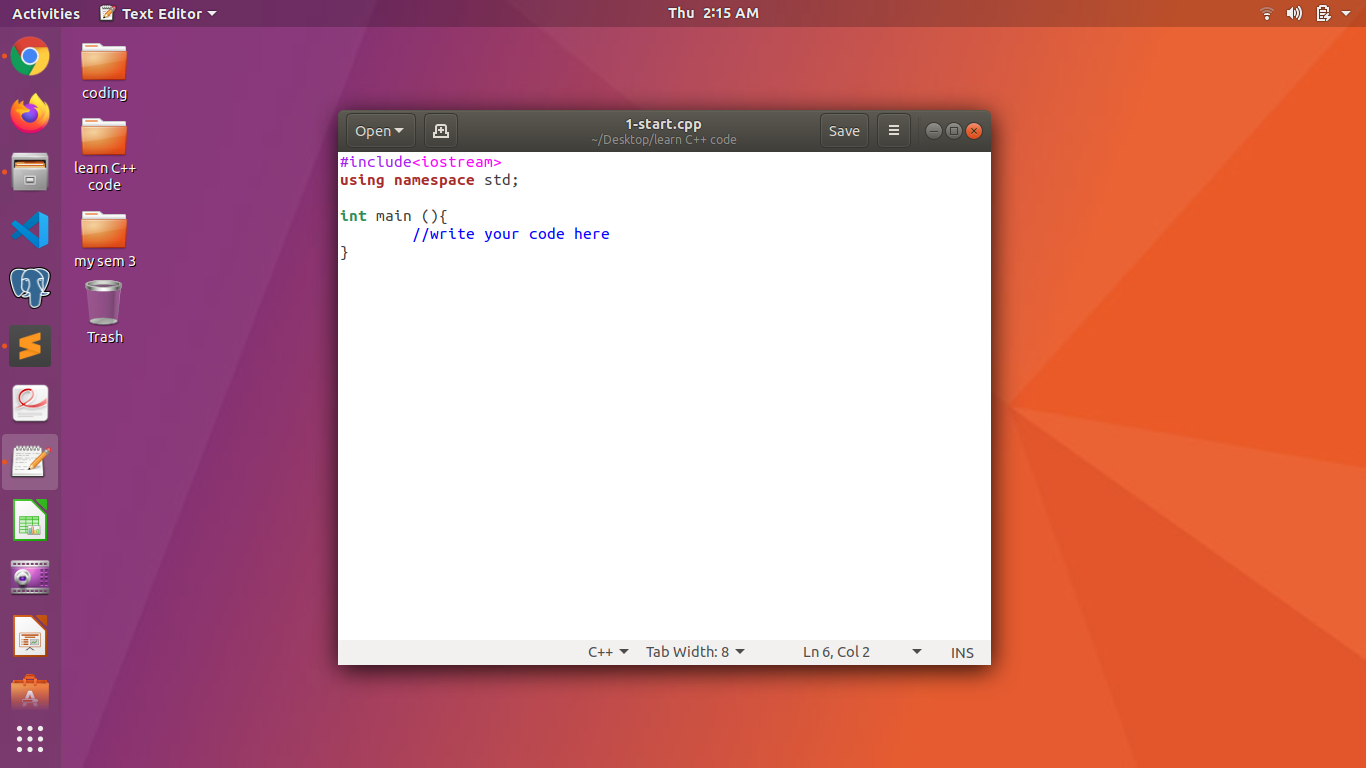 Activities Text Editor Thu 2:15 AM
coding
learn C++
code
my sem 3
Trash
Open 1-start.cpp Save
~/Desktop/learn C++ code
#include<iostream>
using namespace std;
int main (){
//write your code here
}
C++ Tab Width: 8 Ln 6, Col 2 INS